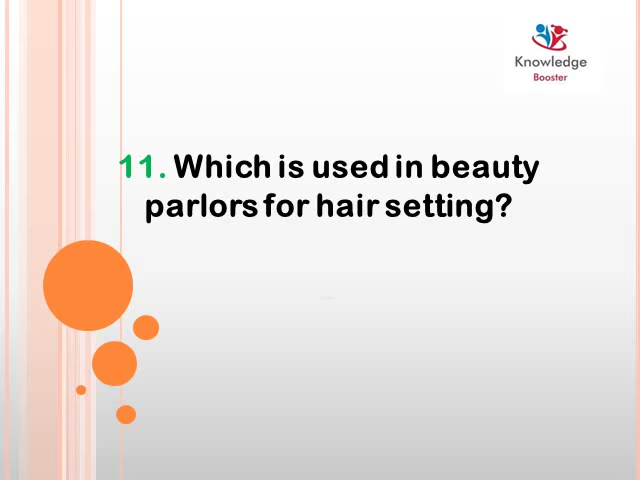 Knowledge
Booster
11. Which is used in beauty
parlors for hair setting?